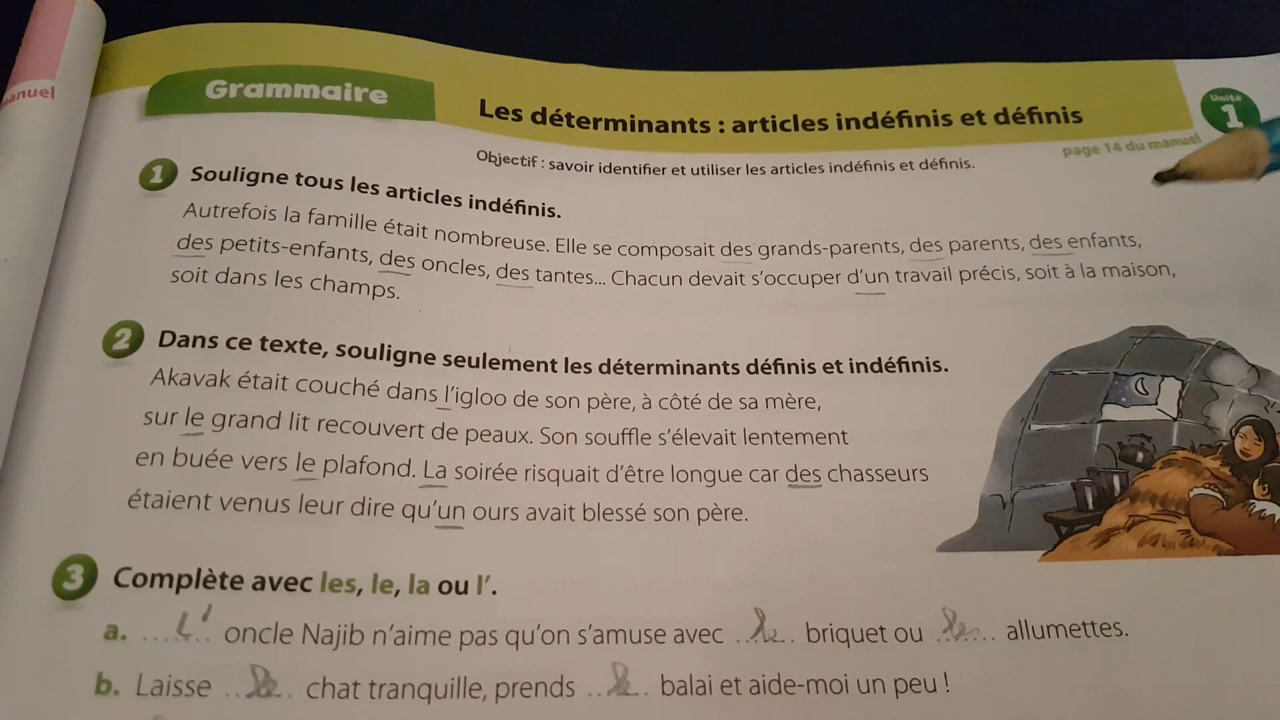 anuel
Grammaire
Les déterminants : articles indéfinis et définis
Unité
1
page 14 du manuel
Objectif : savoir identifier et utiliser les articles indéfinis et définis.
1 Souligne tous les articles indéfinis.
Autrefois la famille était nombreuse. Elle se composait des grands-parents, des parents, des enfants,
des petits-enfants, des oncles, des tantes... Chacun devait s'occuper d'un travail précis, soit à la maison,
soit dans les champs.
2 Dans ce texte, souligne seulement les déterminants définis et indéfinis.
Akavak était couché dans l'igloo de son père, à côté de sa mère,
sur le grand lit recouvert de peaux. Son souffle s'élevait lentement
en buée vers le plafond. La soirée risquait d'être longue car des chasseurs
étaient venus leur dire qu'un ours avait blessé son père.
3 Complète avec les, le, la ou l'.
a. ...L'... oncle Najib n'aime pas qu'on s'amuse avec ...le... briquet ou ...... allumettes.
b. Laisse ...le... chat tranquille, prends ...le... balai et aide-moi un peu !